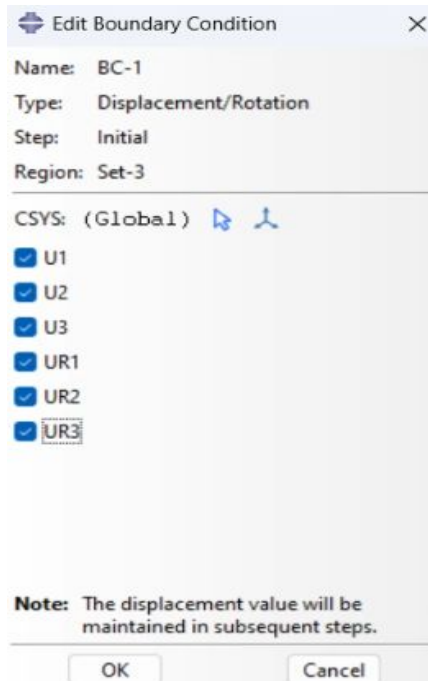 Edit Boundary Condition
Name: BC-1
Type: Displacement/Rotation
Step: Initial
Region: Set-3
CSYS: (Global)
U1
U2
U3
UR1
UR2
UR3
Note: The displacement value will be
maintained in subsequent steps.
OK Cancel